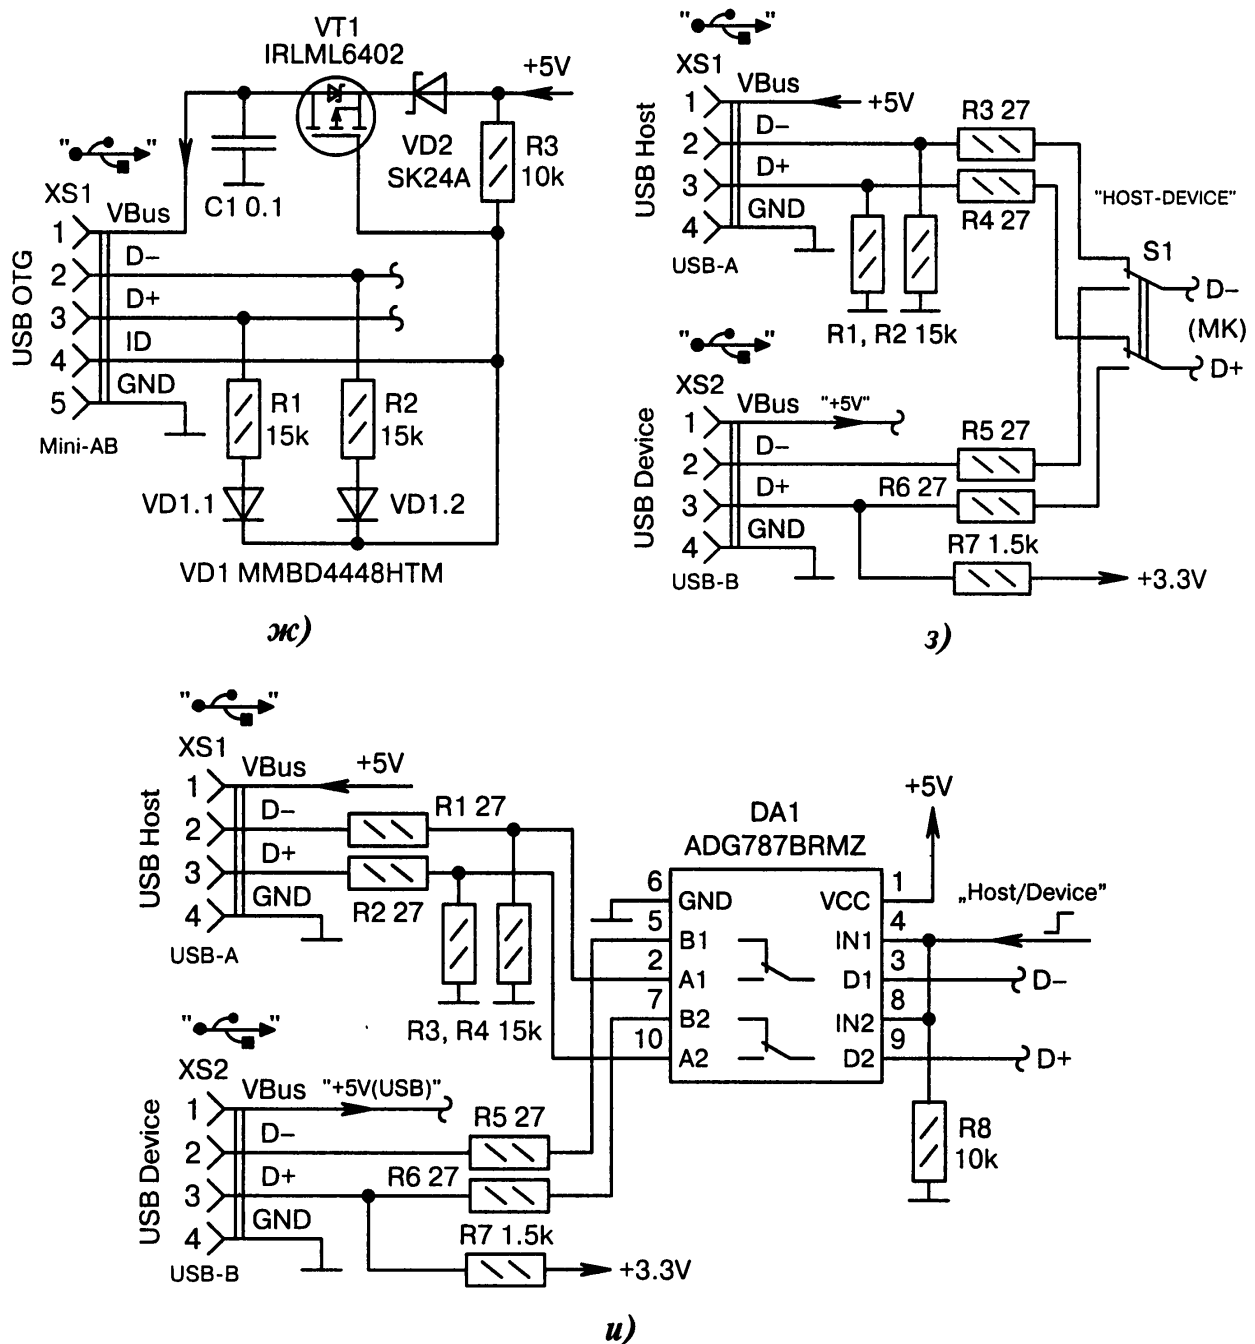 VT1
IRLML6402
+5V
VD2
SK24A
R3
10k
C1 0.1
" "
XS1
VBus
D−
D+
ID
GND
1
2
3
4
5
USB OTG
Mini-AB
R1
15k
R2
15k
VD1.1
VD1.2
VD1 MMBD4448HTM
ж)
" "
XS1
VBus
+5V
D−
D+
GND
1
2
3
4
USB Host
USB-A
R3 27
R4 27
R1, R2 15k
"HOST-DEVICE"
S1
D−
(MK)
D+
" "
XS2
VBus
"+5V"
D−
D+
GND
1
2
3
4
USB Device
USB-B
R5 27
R6 27
R7 1.5k
+3.3V
з)
" "
XS1
VBus
+5V
D−
D+
GND
1
2
3
4
USB Host
USB-A
R1 27
R2 27
R3, R4 15k
DA1
ADG787BRMZ
6 GND VCC 1
5 B1 IN1 4
2 A1 D1 3
7 B2 IN2 8
10 A2 D2 9
+5V
„Host/Device"
D−
D+
R8
10k
" "
XS2
VBus
"+5V(USB)"
D−
D+
GND
1
2
3
4
USB Device
USB-B
R5 27
R6 27
R7 1.5k
+3.3V
и)